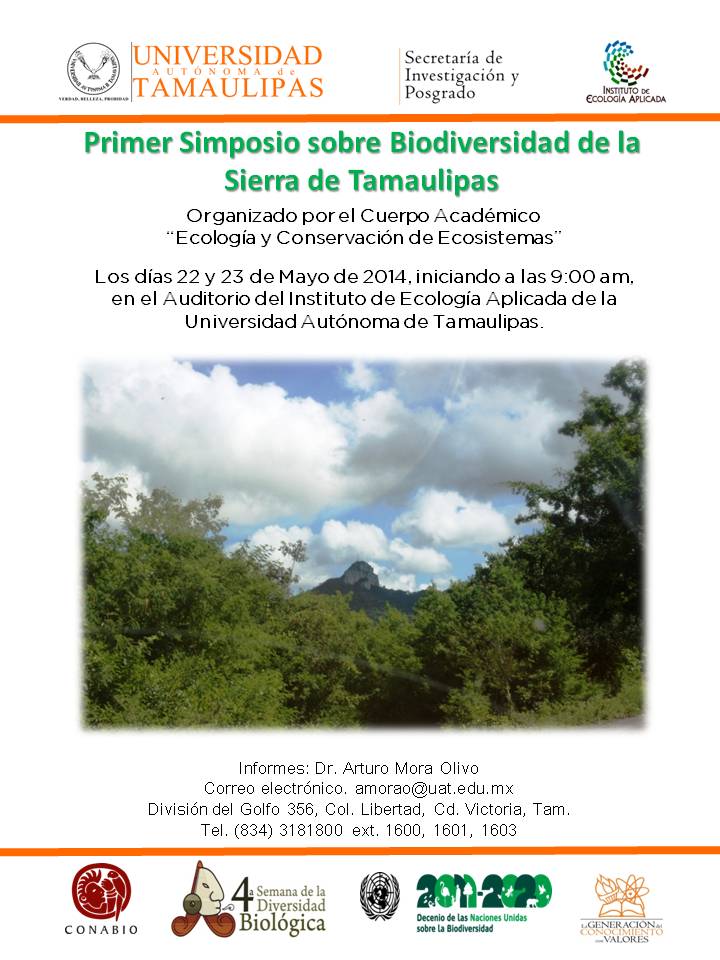 UNIVERSIDAD
AUTÓNOMA de
TAMAULIPAS
VERDAD, BELLEZA, PROBIDAD
Secretaría de
Investigación y
Posgrado
INSTITUTO DE
ECOLOGÍA APLICADA
Primer Simposio sobre Biodiversidad de la
Sierra de Tamaulipas
Organizado por el Cuerpo Académico
“Ecología y Conservación de Ecosistemas”
Los días 22 y 23 de Mayo de 2014, iniciando a las 9:00 am,
en el Auditorio del Instituto de Ecología Aplicada de la
Universidad Autónoma de Tamaulipas.
Informes: Dr. Arturo Mora Olivo
Correo electrónico. amorao@uat.edu.mx
División del Golfo 356, Col. Libertad, Cd. Victoria, Tam.
Tel. (834) 3181800 ext. 1600, 1601, 1603
CONABIO
4a Semana de la
Diversidad
Biológica
2011-2020
Decenio de las Naciones Unidas
sobre la Biodiversidad
LA GENERACIÓN DEL
CONOCIMIENTO
CON VALORES